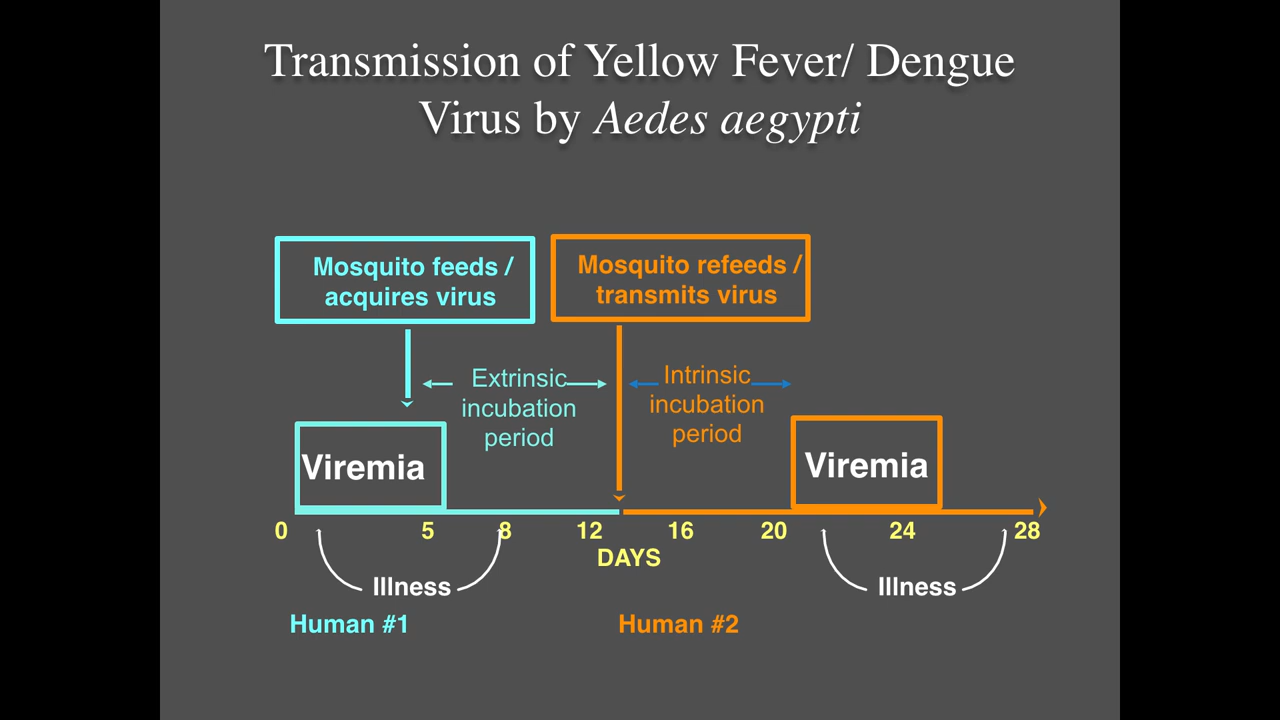 Transmission of Yellow Fever/ Dengue
Virus by Aedes aegypti
Mosquito feeds /
acquires virus
Mosquito refeeds /
transmits virus
Extrinsic
incubation
period
Intrinsic
incubation
period
Viremia
Viremia
0 5 8 12 16 20 24 28
DAYS
Illness
Illness
Human #1
Human #2